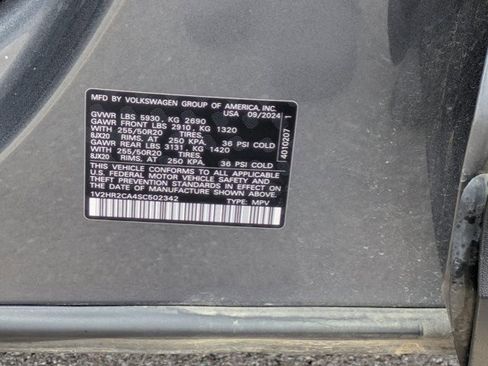 1MFD. BY VOLKSWAGEN GROUP OF AMERICA, INC.
USA 09/2024
GVWR LBS 5930, KG 2690
GAWR FRONT LBS 2910, KG 1320
WITH 255/50R20 TIRES,
8JX20 RIMS, AT 250 KPA, 36 PSI COLD
GAWR REAR LBS 3131, KG 1420
WITH 255/50R20 TIRES,
8JX20 RIMS, AT 250 KPA, 36 PSI COLD
THIS VEHICLE CONFORMS TO ALL APPLICABLE
U.S. FEDERAL MOTOR VEHICLE SAFETY AND
THEFT PREVENTION STANDARDS IN EFFECT ON
THE DATE OF MANUFACTURE SHOWN ABOVE.
1V2HR2CA4SC502342
TYPE: MPV
4010207 1